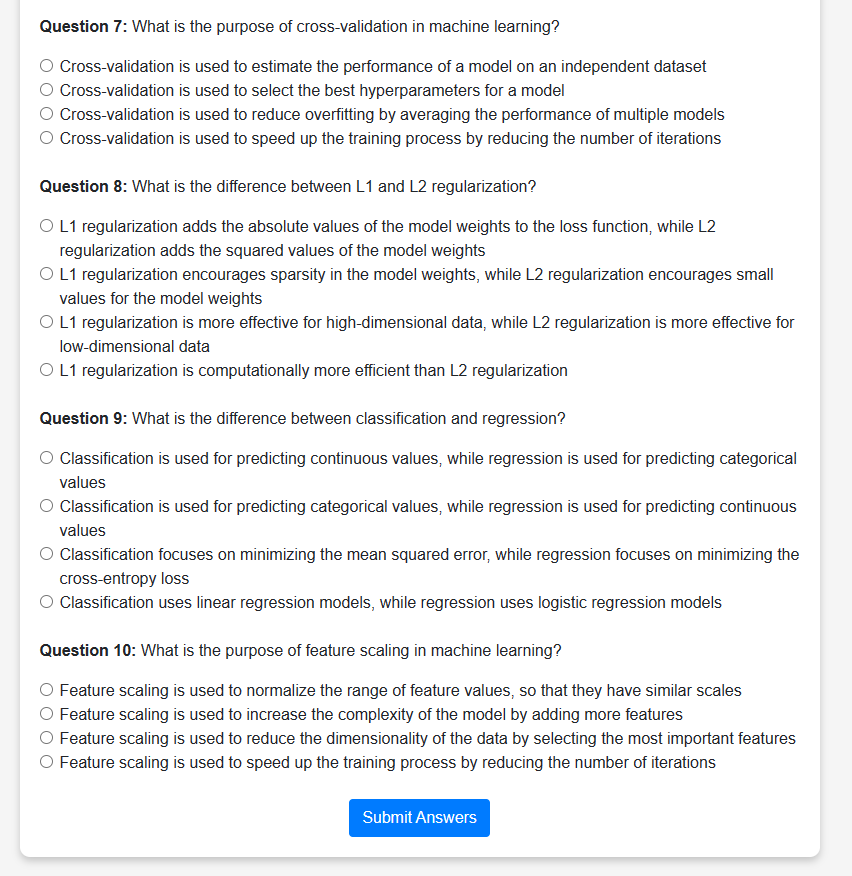 Question 7: What is the purpose of cross-validation in machine learning?
Cross-validation is used to estimate the performance of a model on an independent dataset
Cross-validation is used to select the best hyperparameters for a model
Cross-validation is used to reduce overfitting by averaging the performance of multiple models
Cross-validation is used to speed up the training process by reducing the number of iterations
Question 8: What is the difference between L1 and L2 regularization?
L1 regularization adds the absolute values of the model weights to the loss function, while L2
regularization adds the squared values of the model weights
L1 regularization encourages sparsity in the model weights, while L2 regularization encourages small
values for the model weights
L1 regularization is more effective for high-dimensional data, while L2 regularization is more effective for
low-dimensional data
L1 regularization is computationally more efficient than L2 regularization
Question 9: What is the difference between classification and regression?
Classification is used for predicting continuous values, while regression is used for predicting categorical
values
Classification is used for predicting categorical values, while regression is used for predicting continuous
values
Classification focuses on minimizing the mean squared error, while regression focuses on minimizing the
cross-entropy loss
Classification uses linear regression models, while regression uses logistic regression models
Question 10: What is the purpose of feature scaling in machine learning?
Feature scaling is used to normalize the range of feature values, so that they have similar scales
Feature scaling is used to increase the complexity of the model by adding more features
Feature scaling is used to reduce the dimensionality of the data by selecting the most important features
Feature scaling is used to speed up the training process by reducing the number of iterations
Submit Answers